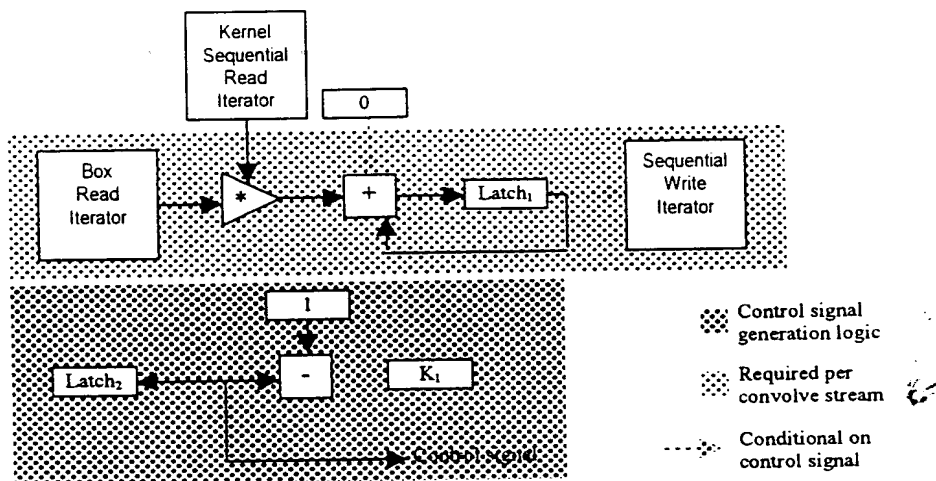 Kernel
Sequential
Read
Iterator
0
Box
Read
Iterator
*
+
Latch₁
Sequential
Write
Iterator
1
Latch₂
-
K₁
Control signal
Control signal
generation logic
Required per
convolve stream
Conditional on
control signal